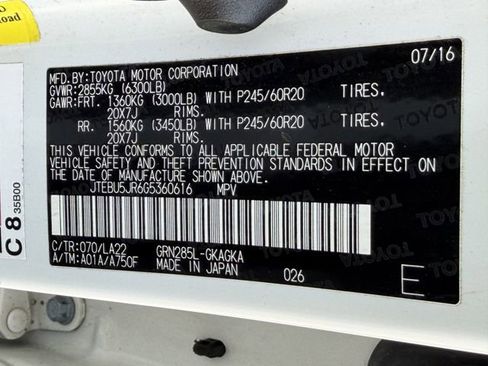 oad
07/16
MFD.BY:TOYOTA MOTOR CORPORATION
GVWR:2855KG (6300LB)
GAWR:FRT. 1360KG (3000LB) WITH P245/60R20 TIRES.
20X7J RIMS.
RR. 1560KG (3450LB) WITH P245/60R20 TIRES.
20X7J RIMS.
THIS VEHICLE CONFORMS TO ALL APPLICABLE FEDERAL MOTOR
VEHICLE SAFETY AND THEFT PREVENTION STANDARDS IN EFFECT ON
THE DATE OF MANUFACTURE SHOWN ABOVE.
JTEBU5JR6G5360616 MPV
C/TR:070/LA22 GRN285L-GKAGKA
A/TM:A01A/A750F MADE IN JAPAN 026
E
C 8
35B00